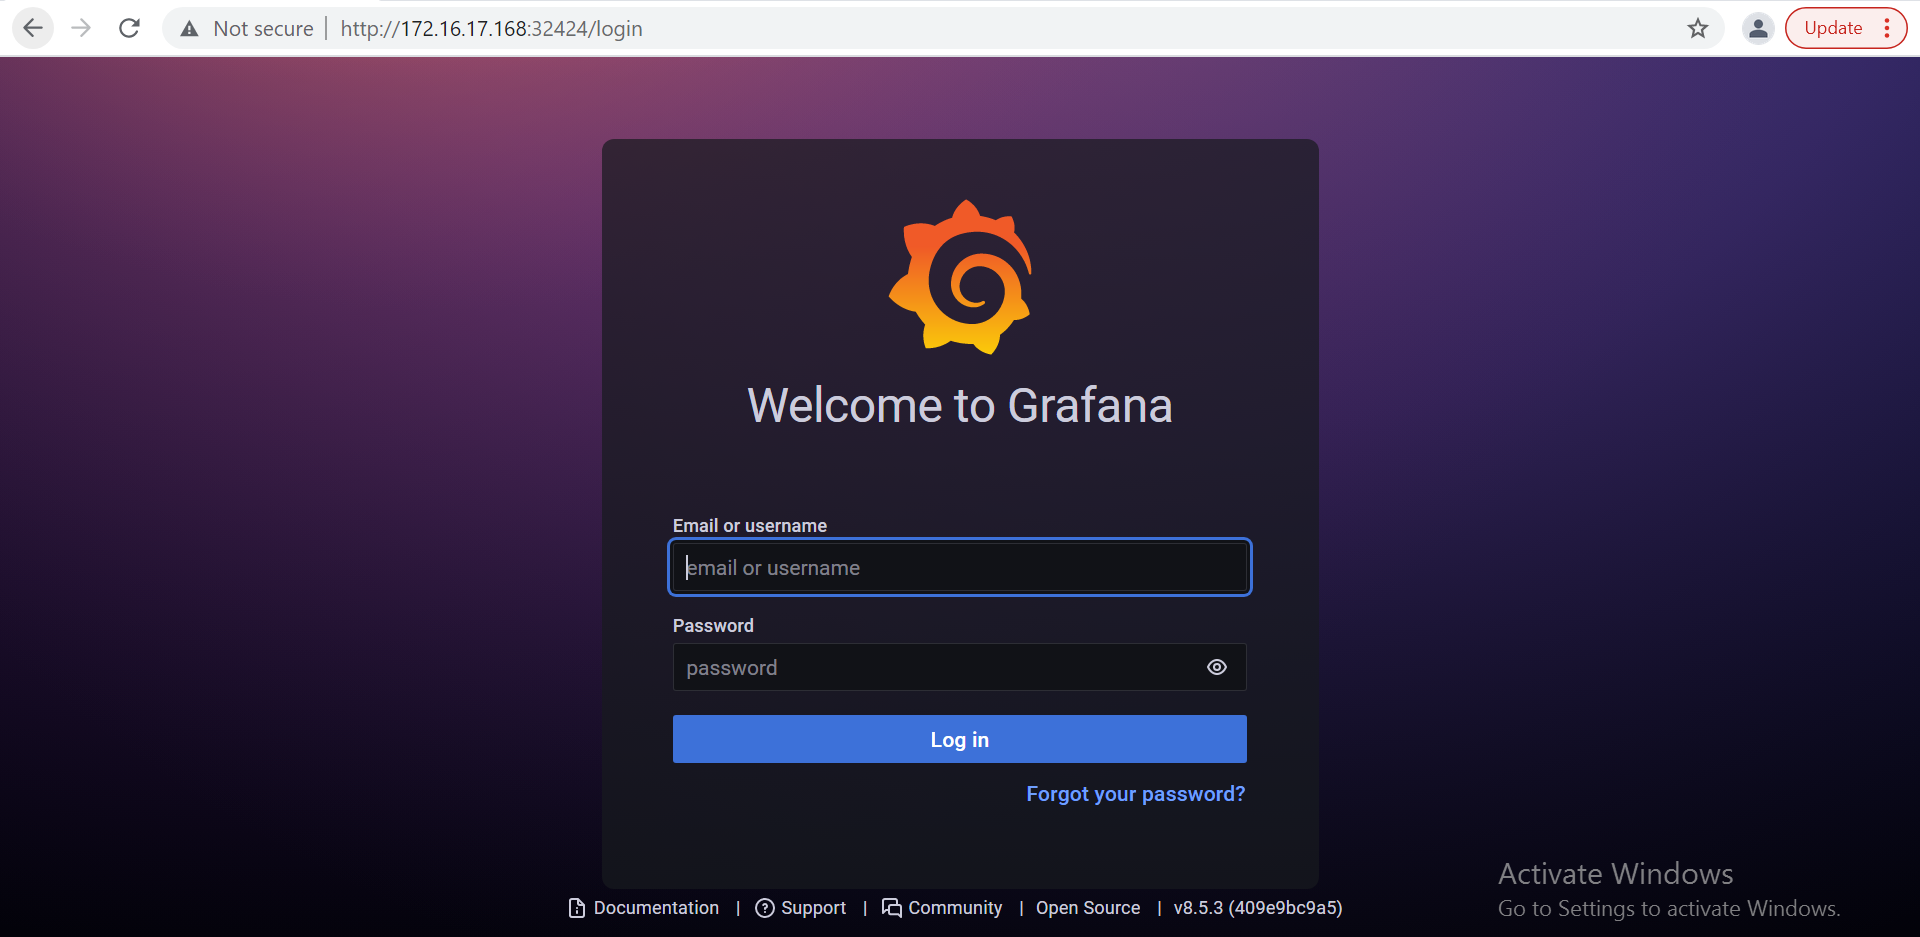 Not secure | http://172.16.17.168:32424/login
Update
Welcome to Grafana
Email or username
email or username
Password
password
Log in
Forgot your password?
Documentation | Support | Community | Open Source | v8.5.3 (409e9bc9a5)
Activate Windows
Go to Settings to activate Windows.